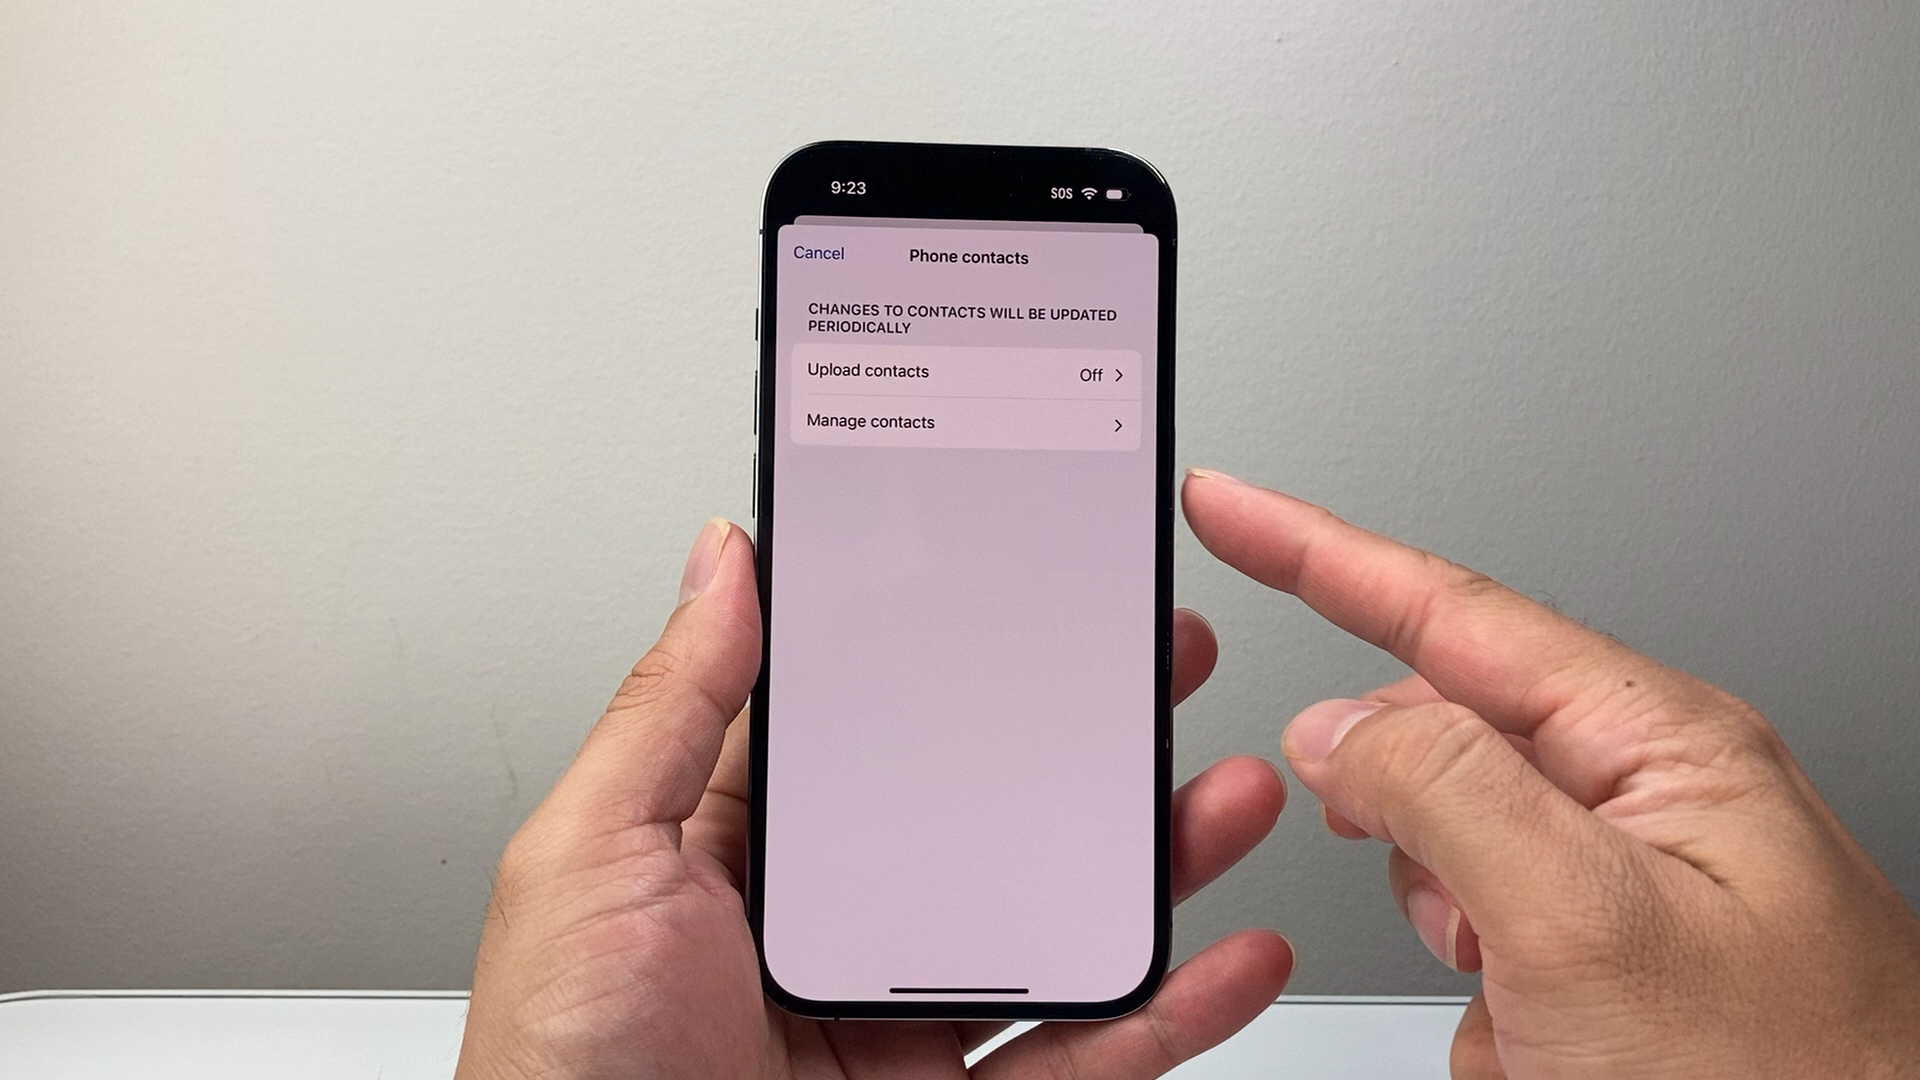 9:23
SOS
Cancel
Phone contacts
CHANGES TO CONTACTS WILL BE UPDATED
PERIODICALLY
Upload contacts
Off
Manage contacts